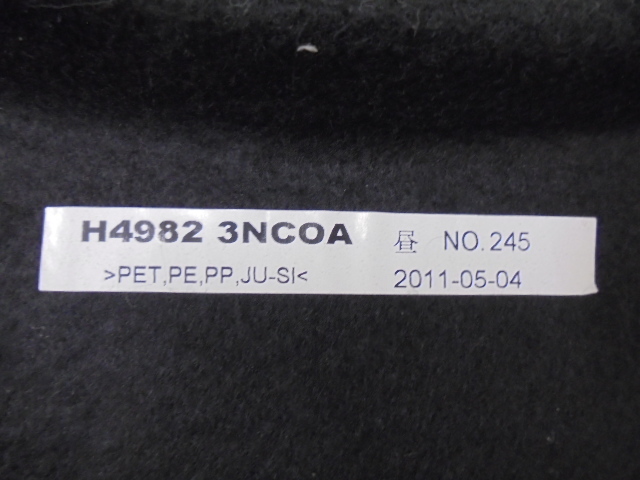 H4982 3NCOA 昼 NO.245
>PET,PE,PP,JU-SI< 2011-05-04